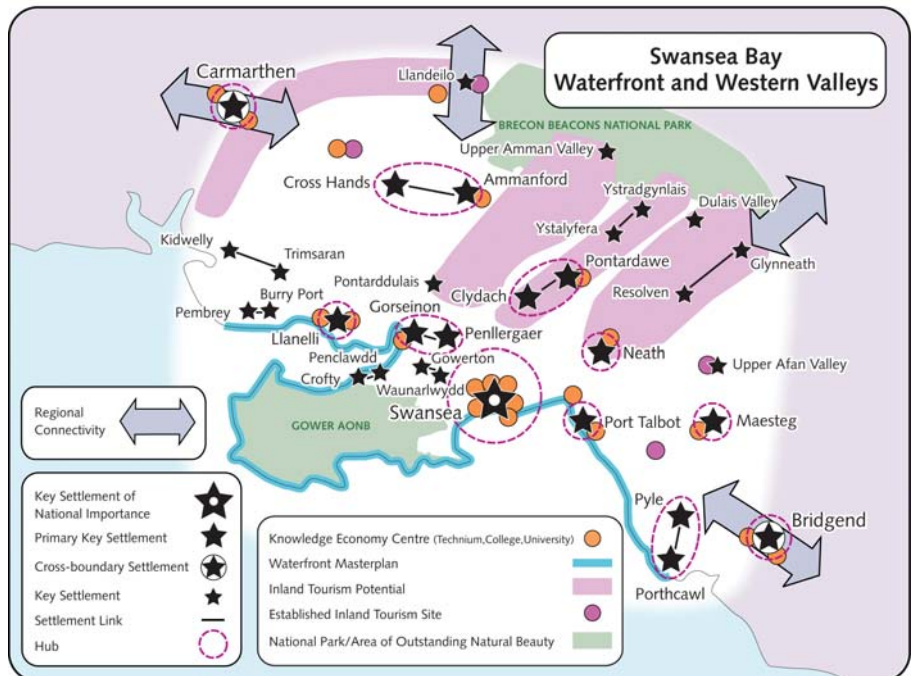 Swansea Bay
Waterfront and Western Valleys
Carmarthen
Llandeilo
BRECON BEACONS NATIONAL PARK
Upper Amman Valley
Cross Hands
Ammanford
Ystradgynlais
Dulais Valley
Ystalyfera
Kidwelly
Trimsaran
Glynneath
Pontarddulais
Pontardawe
Clydach
Resolven
Burry Port
Pembrey
Gorseinon
Llanelli
Penllergaer
Neath
Penclawdd
Gowerton
Crofty
Waunarlwydd
Upper Afan Valley
Swansea
GOWER AONB
Port Talbot
Maesteg
Pyle
Bridgend
Porthcawl
Regional
Connectivity
Key Settlement of
National Importance
Primary Key Settlement
Cross-boundary Settlement
Key Settlement
Settlement Link
Hub
Knowledge Economy Centre (Technium,College,University)
Waterfront Masterplan
Inland Tourism Potential
Established Inland Tourism Site
National Park/Area of Outstanding Natural Beauty